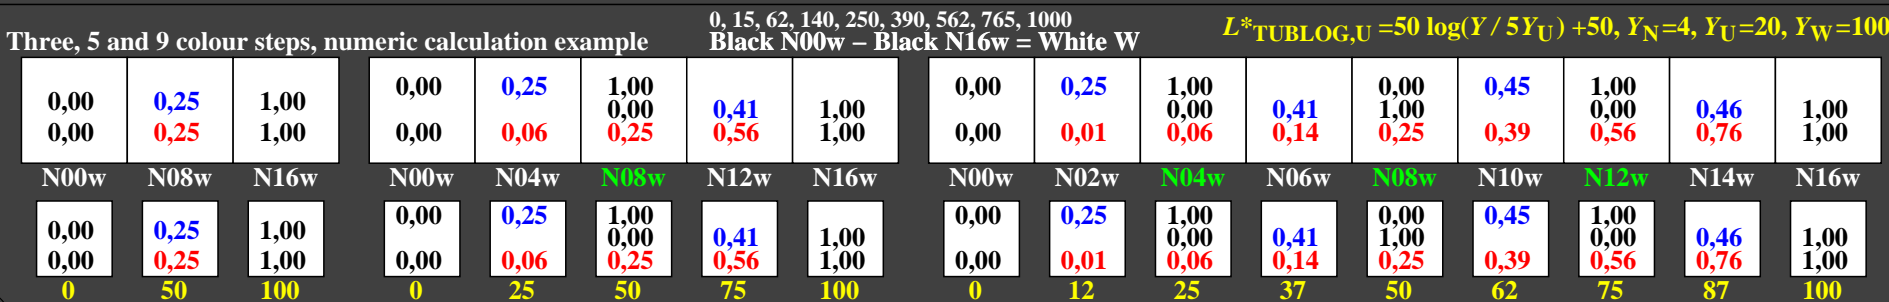 0, 15, 62, 140, 250, 390, 562, 765, 1000
Three, 5 and 9 colour steps, numeric calculation example
Black N00w – Black N16w = White W
L*TUBLOG,U =50 log(Y / 5YU) +50, YN=4, YU=20, YW=100
0,00 0,25 1,00
0,00 0,25 1,00
N00w N08w N16w
0,00 0,25 1,00
0,00 0,41 1,00
0,00 0,06 0,25 0,56 1,00
N00w N04w N08w N12w N16w
0,00 0,25 1,00 0,00 0,45 1,00
0,00 0,41 1,00 0,00 0,46 1,00
0,00 0,01 0,06 0,14 0,25 0,39 0,56 0,76 1,00
N00w N02w N04w N06w N08w N10w N12w N14w N16w
0,00 0,25 1,00
0,00 0,25 1,00
0 50 100
0,00 0,25 1,00
0,00 0,41 1,00
0,00 0,06 0,25 0,56 1,00
0 25 50 75 100
0,00 0,25 1,00 0,00 0,45 1,00
0,00 0,41 1,00 0,00 0,46 1,00
0,00 0,01 0,06 0,14 0,25 0,39 0,56 0,76 1,00
0 12 25 37 50 62 75 87 100